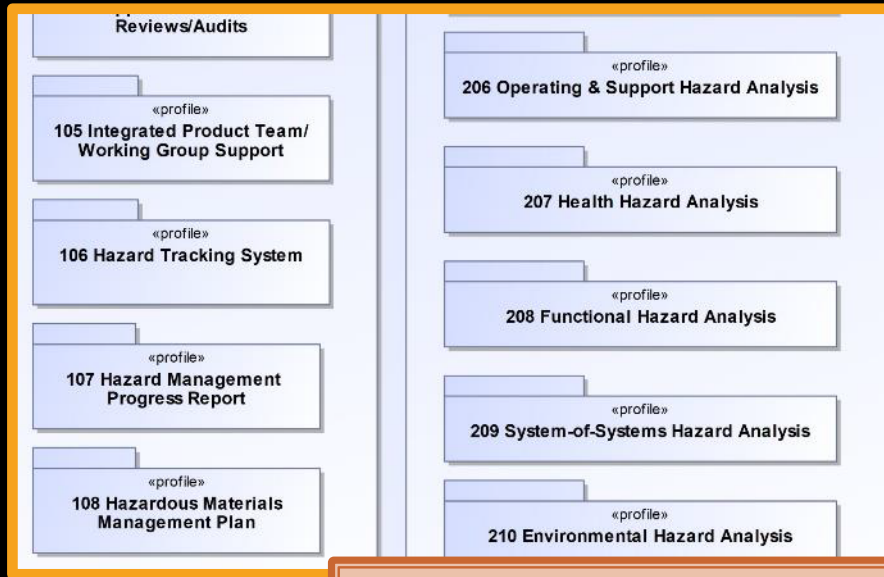 Reviews/Audits
«profile»
105 Integrated Product Team/
Working Group Support
«profile»
106 Hazard Tracking System
«profile»
107 Hazard Management
Progress Report
«profile»
108 Hazardous Materials
Management Plan
«profile»
206 Operating & Support Hazard Analysis
«profile»
207 Health Hazard Analysis
«profile»
208 Functional Hazard Analysis
«profile»
209 System-of-Systems Hazard Analysis
«profile»
210 Environmental Hazard Analysis